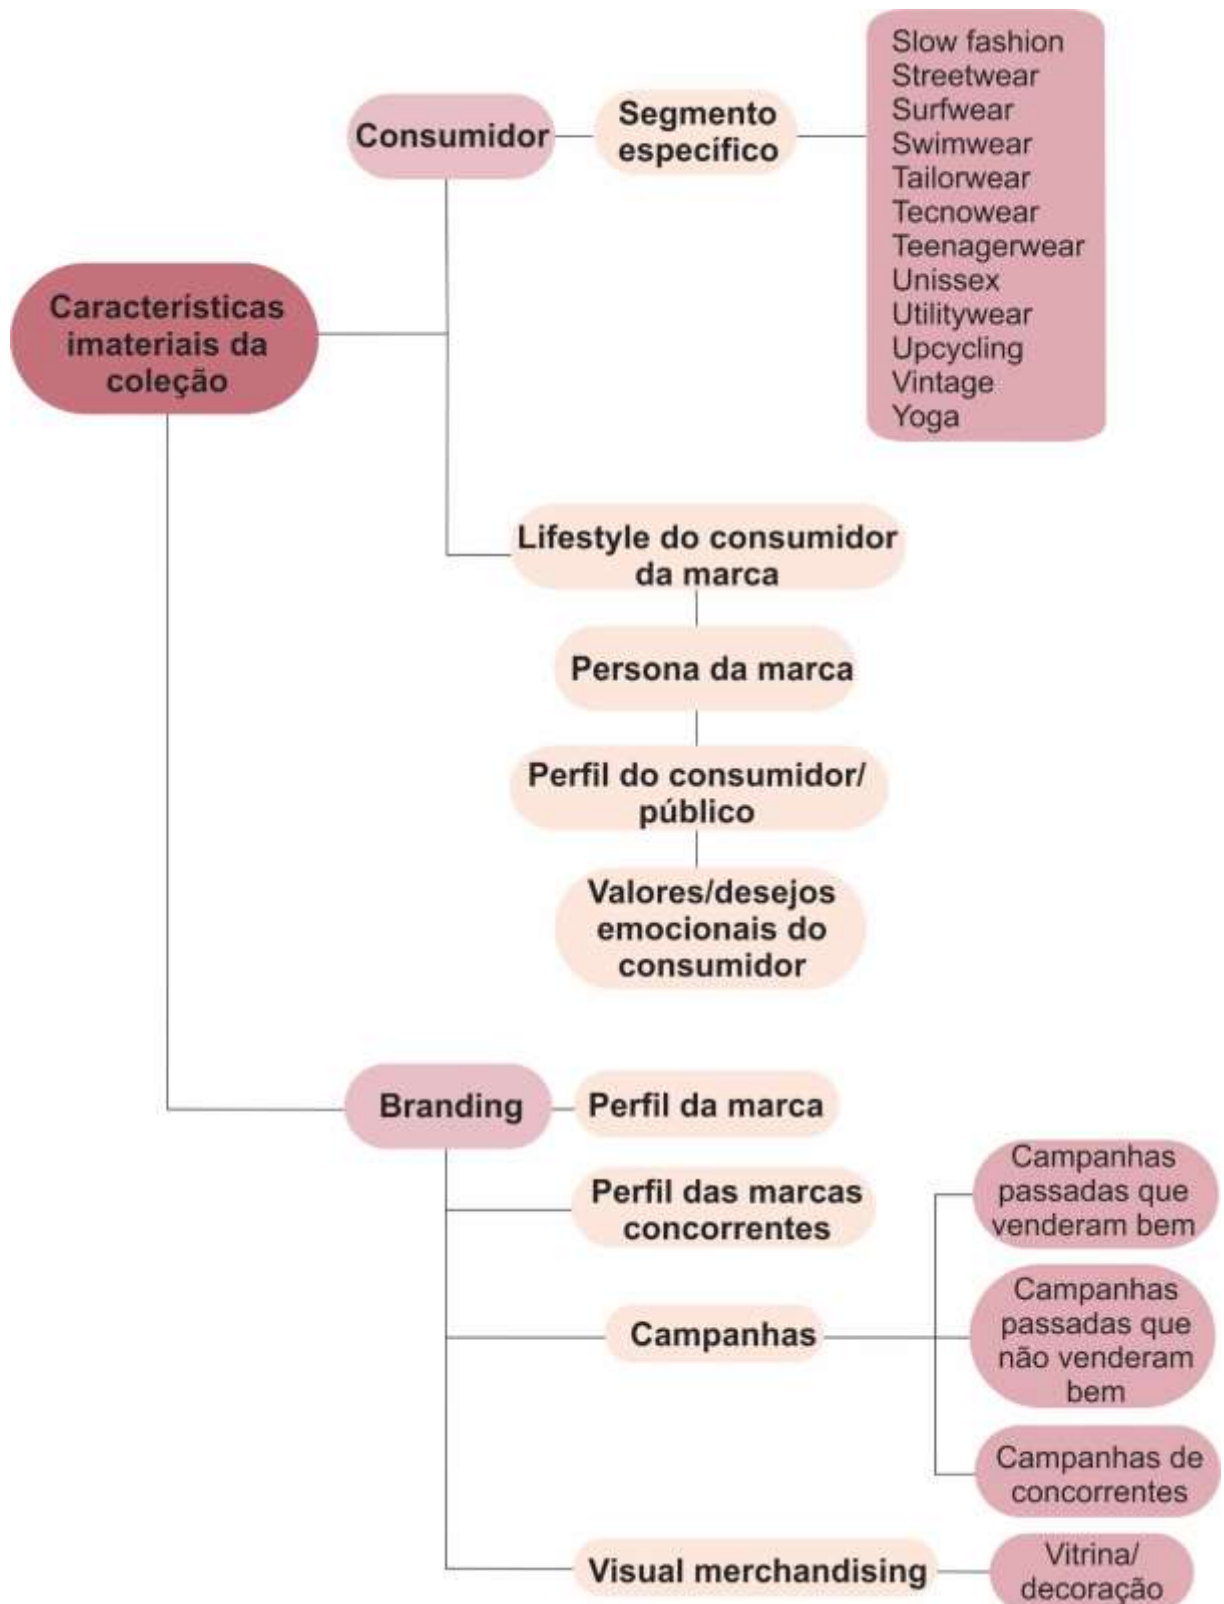 Slow fashion
Streetwear
Surfwear
Swimwear
Tailorwear
Tecnowear
Teenagerwear
Unissex
Utilitywear
Upcycling
Vintage
Yoga
Consumidor
Segmento
específico
Características
imateriais da
coleção
Lifestyle do consumidor
da marca
Persona da marca
Perfil do consumidor/
público
Valores/desejos
emocionais do
consumidor
Branding
Perfil da marca
Perfil das marcas
concorrentes
Campanhas
Campanhas
passadas que
venderam bem
Campanhas
passadas que
não venderam
bem
Campanhas de
concorrentes
Visual merchandising
Vitrina/
decoração